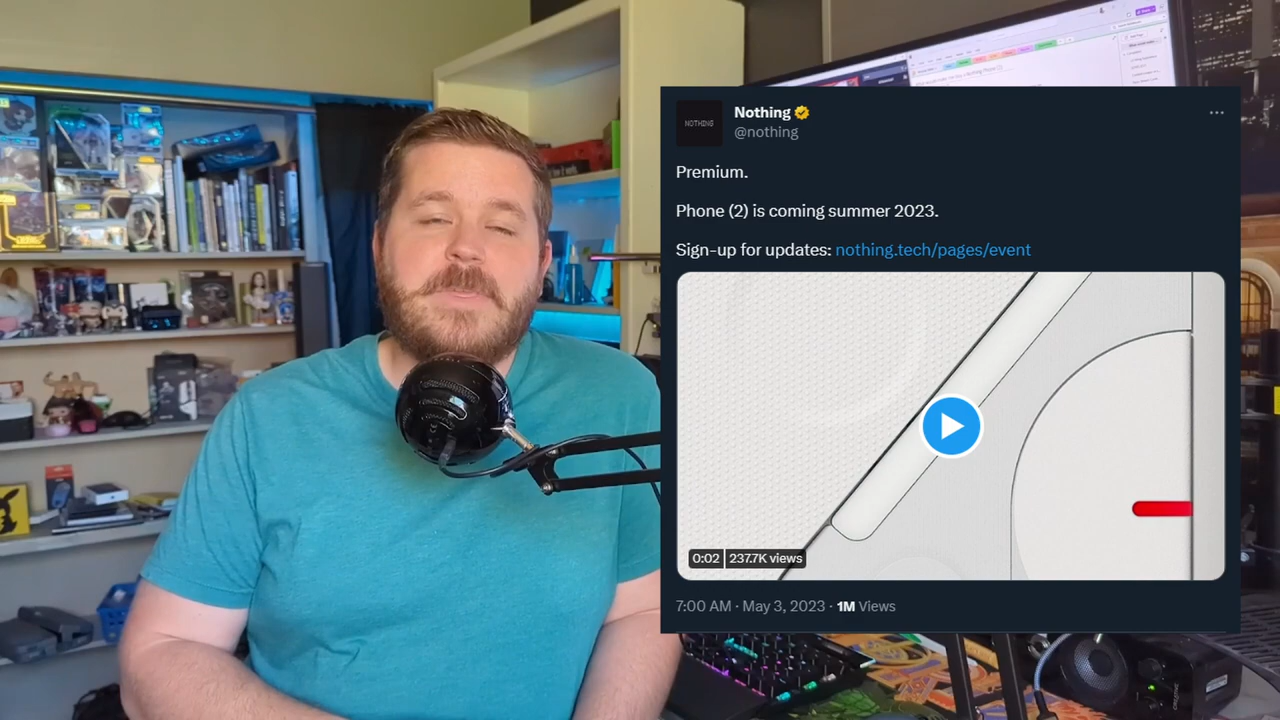 NOTHING
Nothing
@nothing
Premium.
Phone (2) is coming summer 2023.
Sign-up for updates: nothing.tech/pages/event
0:02 237.7K views
7:00 AM · May 3, 2023 · 1M Views